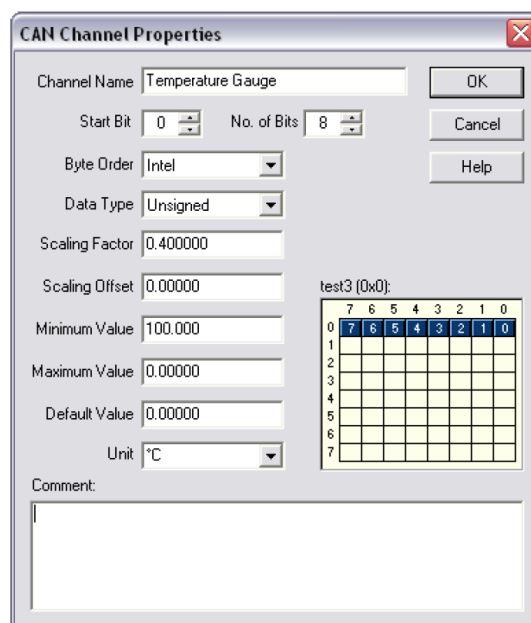 CAN Channel Properties
Channel Name Temperature Gauge OK
Start Bit 0 No. of Bits 8 Cancel
Byte Order Intel Help
Data Type Unsigned
Scaling Factor 0.400000
Scaling Offset 0.00000 test3 (0x0):
7 6 5 4 3 2 1 0
Minimum Value 100.000 0 7 6 5 4 3 2 1 0
1
2
Maximum Value 0.00000 3
4
Default Value 0.00000 5
6
Unit °C 7
Comment: